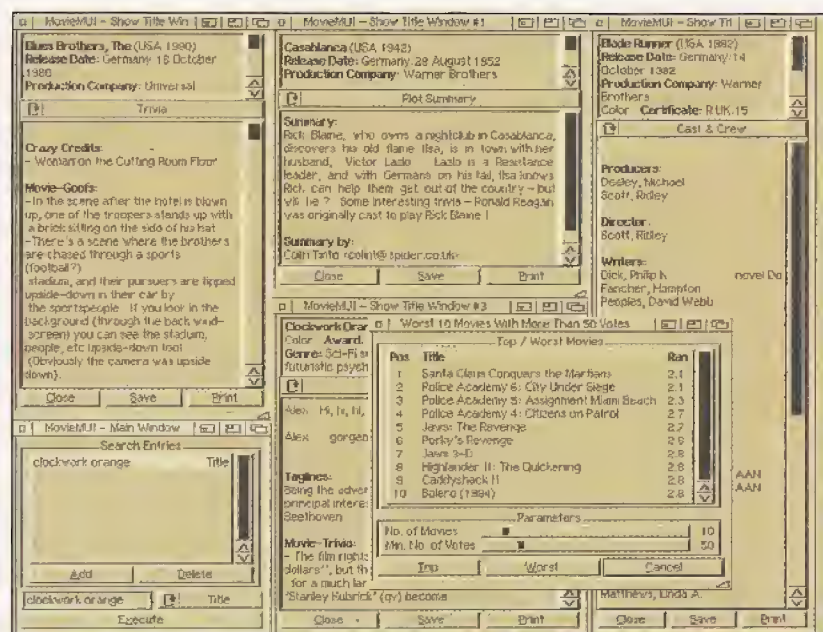 MovieMUI - Show Title Win
Blues Brothers, The (USA 1980)
Release Date: Germany 16 October
1980
Production Company: Universal
Trivia
Crazy Credits:
- Woman on the Cutting Room Floor
Movie-Goofs:
- In the scene after the hotel is blown
up, one of the troopers stands up with
a brick sitting on the side of his hat
- There's a scene where the brothers
are chased through a sports
(football?)
stadium, and their pursuers are tipped
upside-down in their car by
the sportspeople If you look in the
background (through the back wind-
screen) you can see the stadium,
people, etc upside-down too!
(Obviously the camera was upside
down).
Close Save Print
MovieMUI - Main Window
Search Entries
clockwork orange Title
Add Delete
clockwork orange Title
Execute
MovieMUI - Show Title Window #1
Casablanca (USA 1942)
Release Date: Germany 29 August 1952
Production Company: Warner Brothers
Plot Summary
Summary:
Rick Blaine, who owns a nightclub in Casablanca,
discovers his old flame Ilsa, is in town with her
husband, Victor Laslo Laslo is a Resistance
leader, and with Germans on his tail, Ilsa knows
Rick can help them get out of the country - but
will he ? Some interesting trivia - Ronald Reagan
was originally cast to play Rick Blaine !
Summary by:
Colin Tinto <colint@spider.co.uk>
Close Save Print
MovieMUI - Show Title Window #3
Clockwork Oran
Color Award.
Genre: Sci-Fi
futuristic psych
Alex Hi, hi, hi,
Alex gorgeo
Taglines:
Being the adven
principal interes
Beethoven
Movie-Trivia:
- The film rights
dollars'', but th
for a much lar
"Stanley Kubrick" (qv) become
Close Save Print
Worst 10 Movies With More Than 50 Votes
Top / Worst Movies
Pos Title Ran
1 Santa Claus Conquers the Martians 2.1
2 Police Academy 6: City Under Siege 2.1
3 Police Academy 5: Assignment Miami Beach 2.3
4 Police Academy 4: Citizens on Patrol 2.7
5 Jaws: The Revenge 2.7
6 Porky's Revenge 2.8
7 Jaws 3-D 2.8
8 Highlander II: The Quickening 2.8
9 Caddyshack II 2.8
10 Bolero (1984) 2.8
Parameters
No. of Movies 10
Min. No. of Votes 50
Top Worst Cancel
MovieMUI - Show Tit
Blade Runner (USA 1982)
Release Date: Germany 14
October 1982
Production Company: Warner
Brothers
Color Certificate: R UK:15
Cast & Crew
Producers:
Deeley, Michael
Scott, Ridley
Director:
Scott, Ridley
Writers:
Dick, Philip K novel Do
Fancher, Hampton
Peoples, David Webb
AAN
AAN
Matthews, Linda A.
Close Save Print